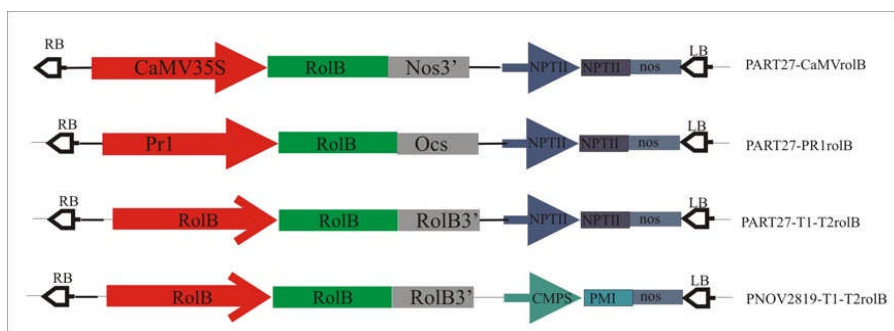 RB CaMV35S RolB Nos3' NPTII NPTII nos LB PART27-CaMVrolB
RB Pr1 RolB Ocs NPTII NPTII nos LB PART27-PR1rolB
RB RolB RolB RolB3' NPTII NPTII nos LB PART27-T1-T2rolB
RB RolB RolB RolB3' CMPS PMI nos LB PNOV2819-T1-T2rolB